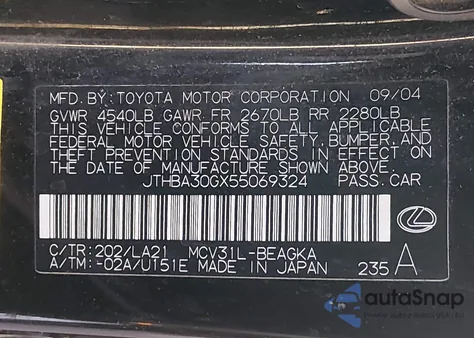 MFD. BY: TOYOTA MOTOR CORPORATION 09/04
GVWR 4540LB GAWR FR 2670LB RR 2280LB
THIS VEHICLE CONFORMS TO ALL APPLICABLE
FEDERAL MOTOR VEHICLE SAFETY, BUMPER, AND
THEFT PREVENTION STANDARDS IN EFFECT ON
THE DATE OF MANUFACTURE SHOWN ABOVE.
JTHBA30GX55069324 PASS. CAR
C/TR: 202/LA21 MCV31L-BEAGKA
A/TM: -02A/U151E MADE IN JAPAN 235 A
autoSnap